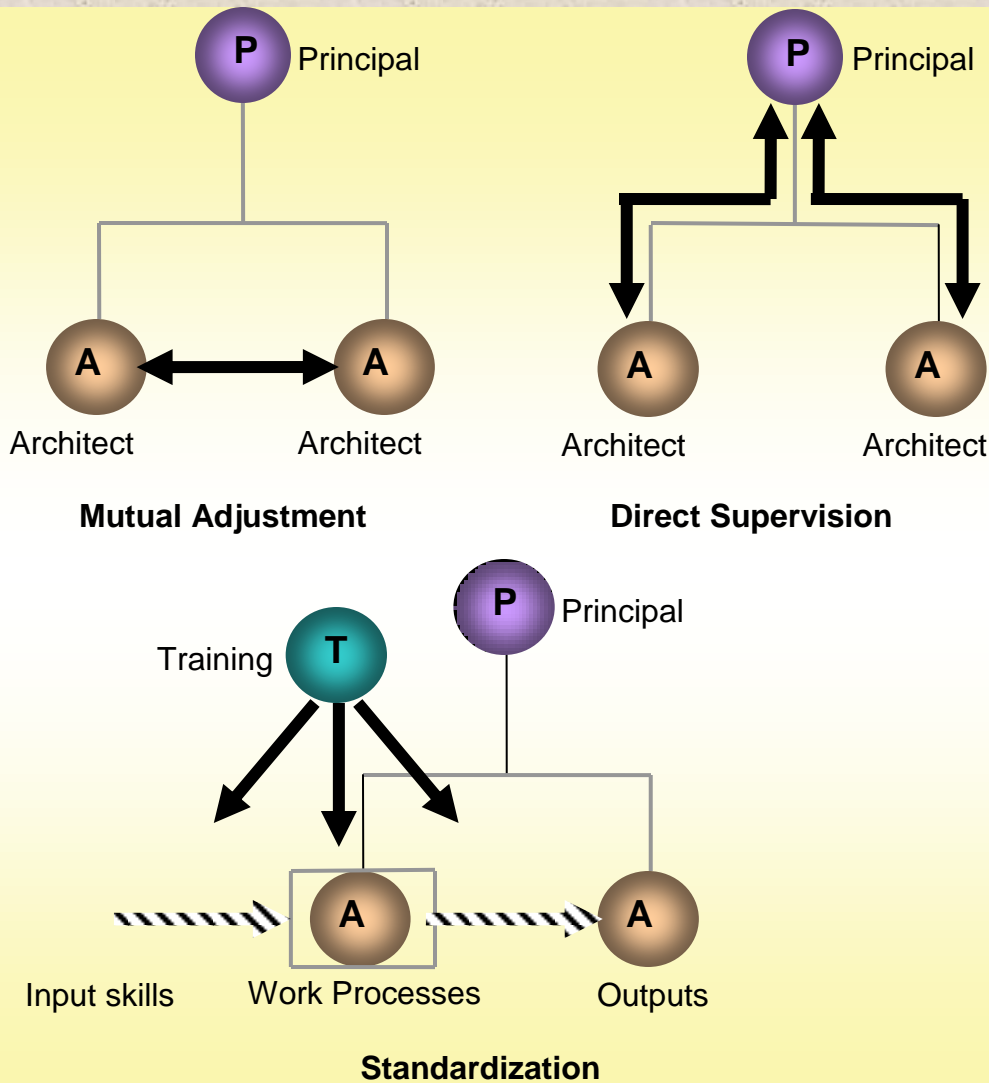 P Principal
A A
Architect Architect
Mutual Adjustment
P Principal
A A
Architect Architect
Direct Supervision
P Principal
Training T
A A
Input skills Work Processes Outputs
Standardization